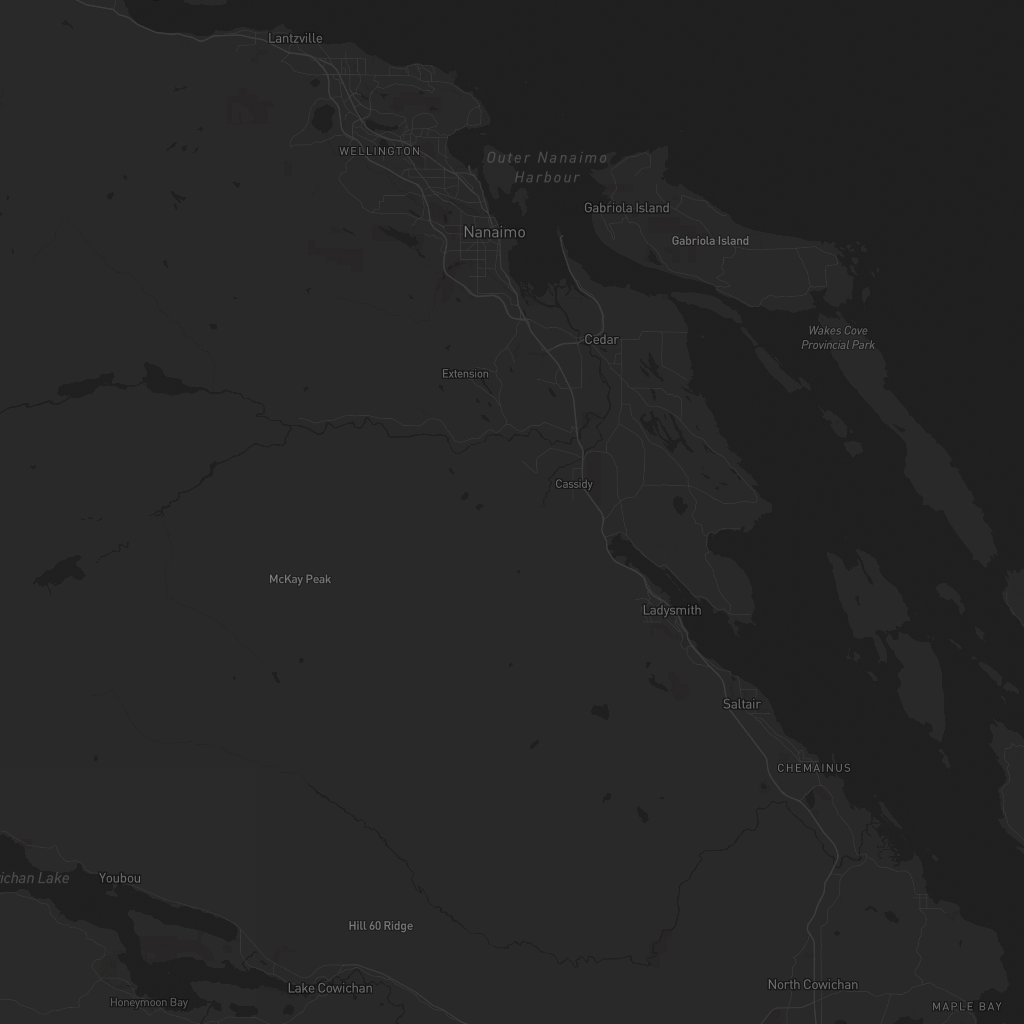 Lantzville
WELLINGTON
Outer Nanaimo
Harbour
Gabriola Island
Nanaimo
Gabriola Island
Wakes Cove
Provincial Park
Cedar
Extension
Cassidy
McKay Peak
Ladysmith
Saltair
CHEMAINUS
ichan Lake
Youbou
Hill 60 Ridge
Lake Cowichan
North Cowichan
Honeymoon Bay
MAPLE BAY